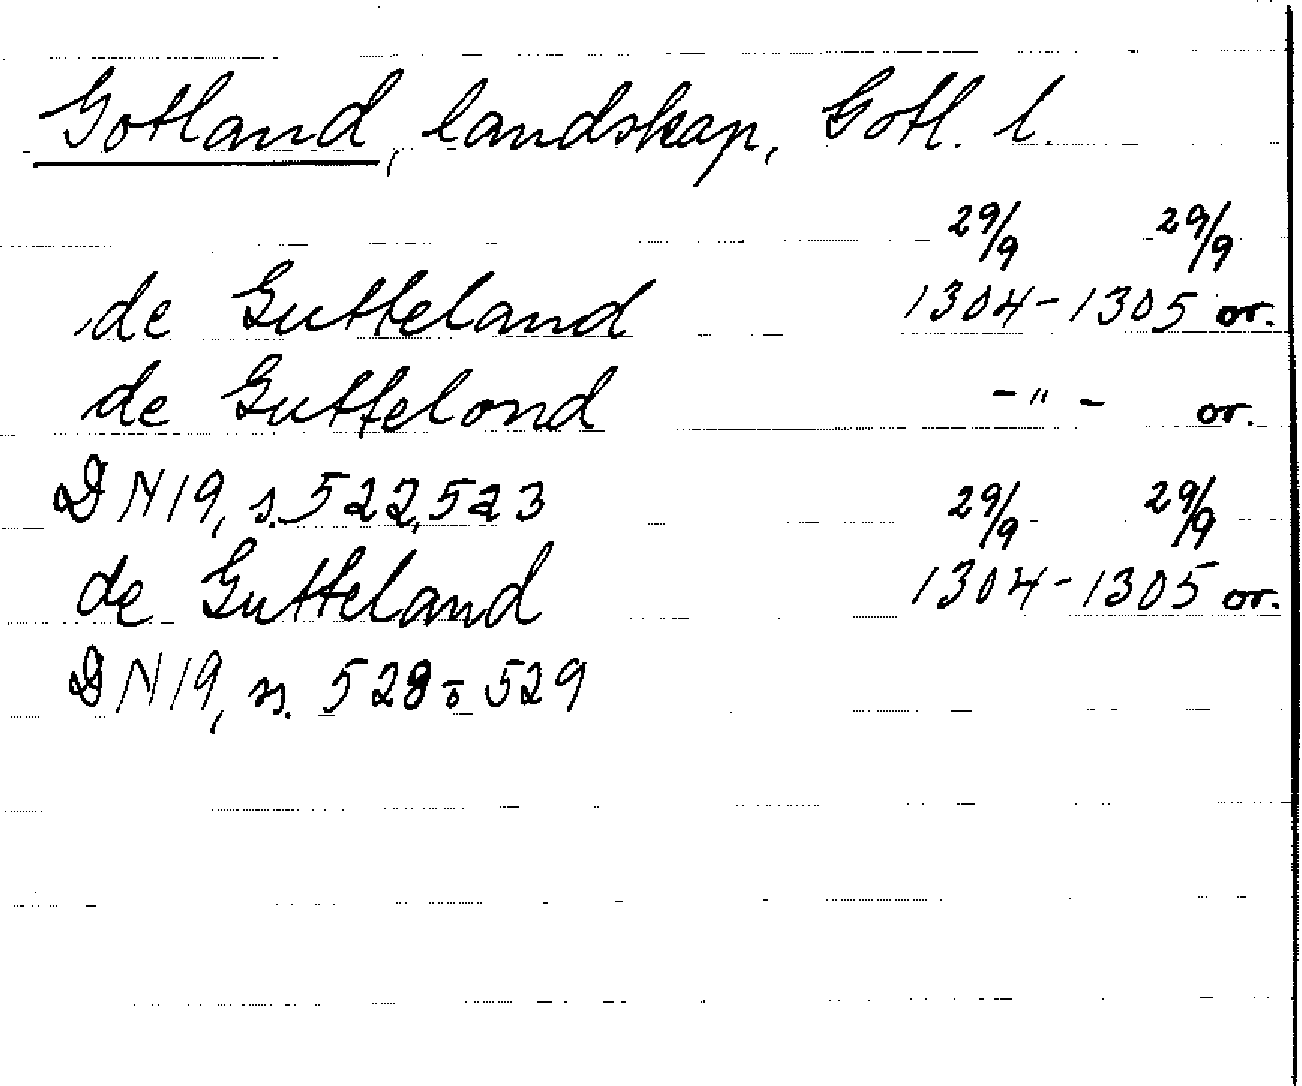 Gotland, landskap, Gotl. l.
29/9 29/9
de Gutteland 1304-1305 or.
de Guttelond -"- or.
DN 19, s. 522, 523 29/9 29/9
de Gutteland 1304-1305 or.
DN 19, s. 528-529